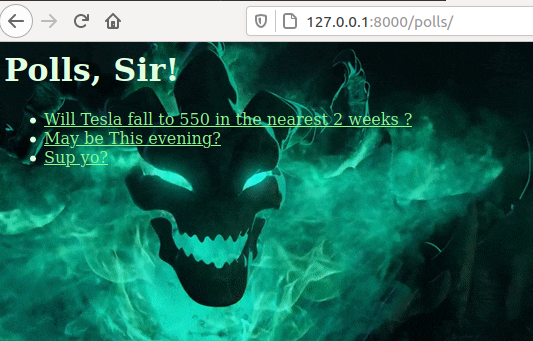 127.0.0.1:8000/polls/
Polls, Sir!
Will Tesla fall to 550 in the nearest 2 weeks ?
May be This evening?
Sup yo?